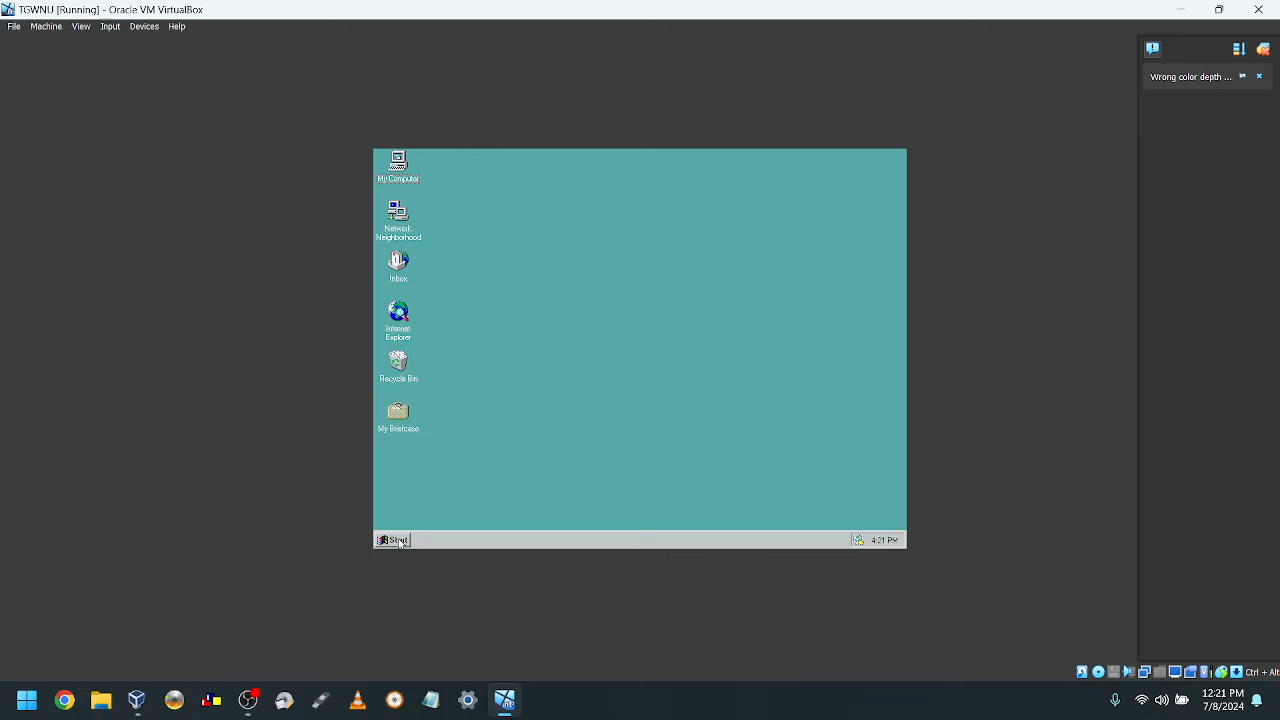 TGWNU [Running] - Oracle VM VirtualBox
File Machine View Input Devices Help
Wrong color depth ...
My Computer
Network
Neighborhood
Inbox
Internet
Explorer
Recycle Bin
My Briefcase
Start
4:21 PM
Ctrl + Alt
12:21 PM
7/8/2024